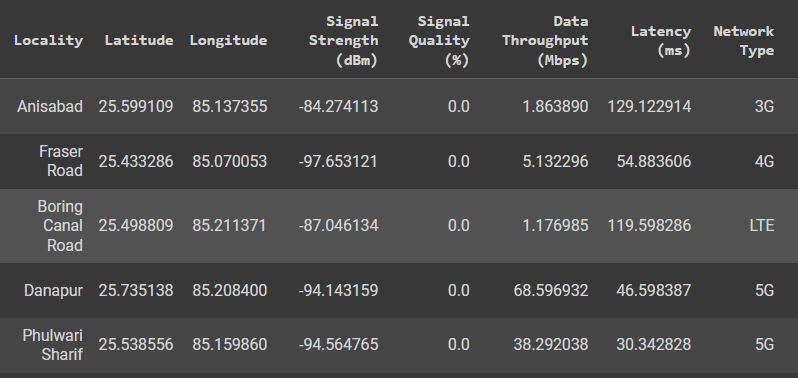 Locality Latitude Longitude Signal Strength (dBm) Signal Quality (%) Data Throughput (Mbps) Latency (ms) Network Type
Anisabad 25.599109 85.137355 -84.274113 0.0 1.863890 129.122914 3G
Fraser Road 25.433286 85.070053 -97.653121 0.0 5.132296 54.883606 4G
Boring Canal Road 25.498809 85.211371 -87.046134 0.0 1.176985 119.598286 LTE
Danapur 25.735138 85.208400 -94.143159 0.0 68.596932 46.598387 5G
Phulwari Sharif 25.538556 85.159860 -94.564765 0.0 38.292038 30.342828 5G